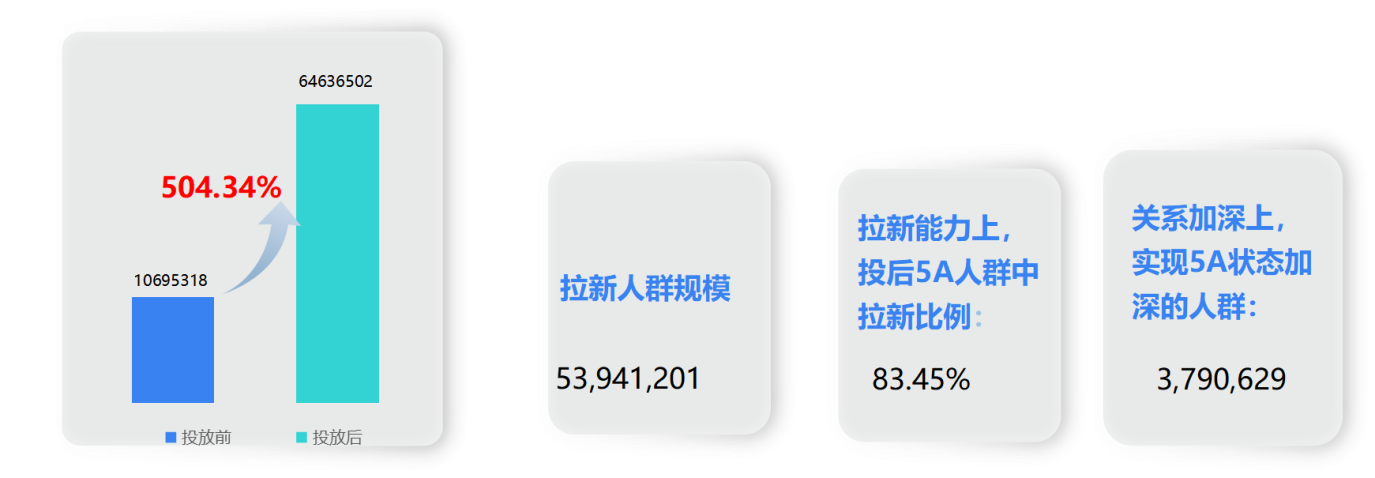 64636502
504.34%
10695318
投放前
投放后
拉新人群规模
53,941,201
拉新能力上，
投后5A人群中
拉新比例：
83.45%
关系加深上，
实现5A状态加
深的人群：
3,790,629